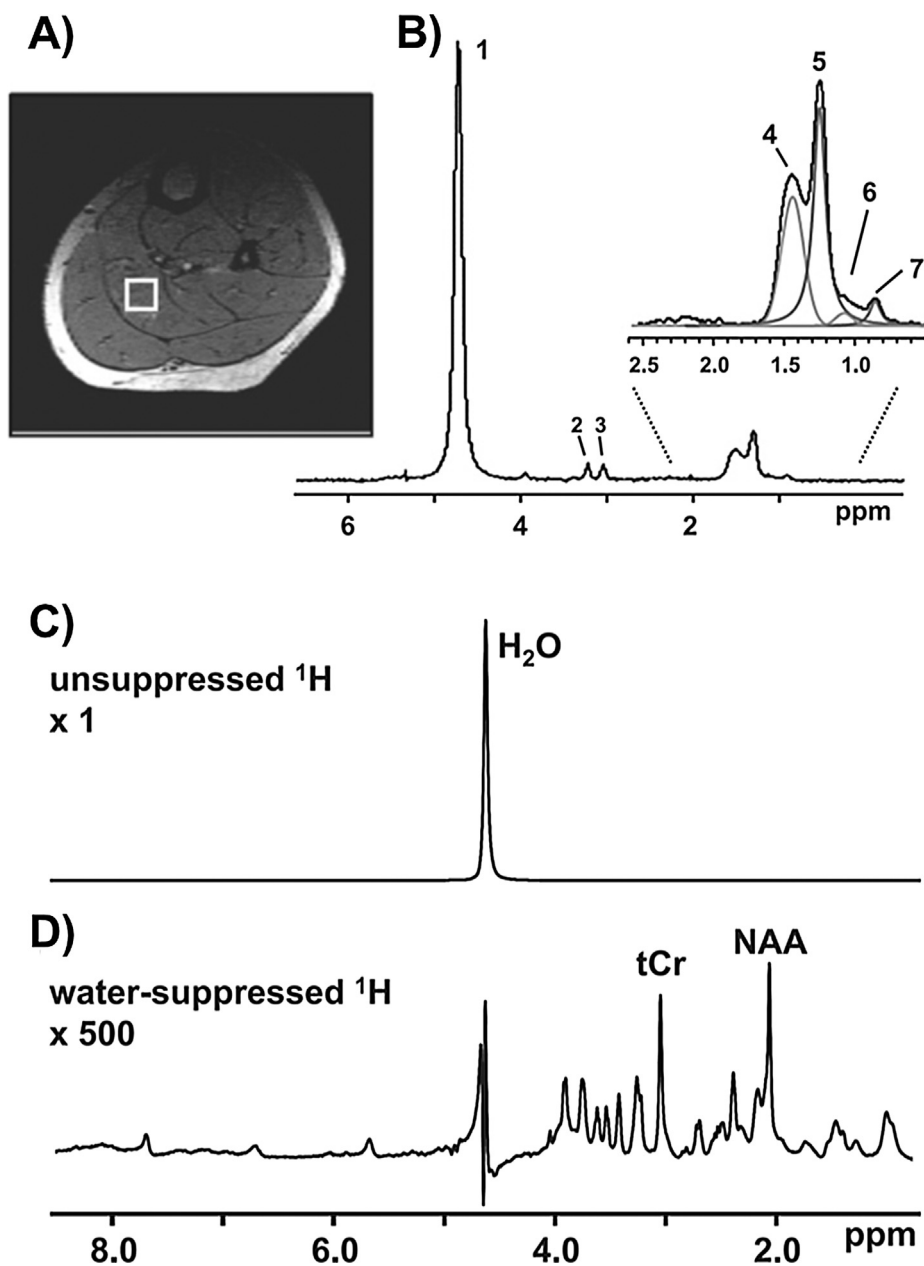 A)
B)
1
5
4
6
7
2.5 2.0 1.5 1.0
2 3
6 4 2 ppm
C)
unsuppressed ¹H
x 1
H₂O
D)
water-suppressed ¹H
x 500
tCr
NAA
8.0 6.0 4.0 2.0 ppm